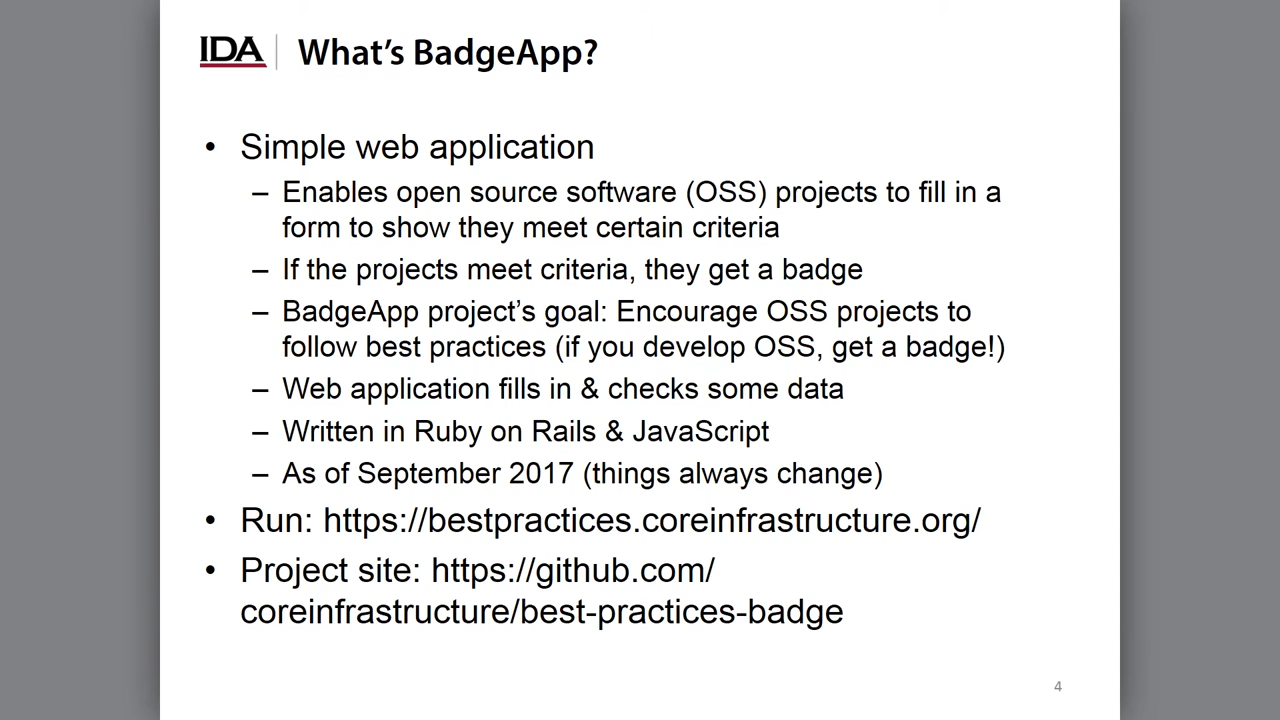 IDA What's BadgeApp?
• Simple web application
– Enables open source software (OSS) projects to fill in a
form to show they meet certain criteria
– If the projects meet criteria, they get a badge
– BadgeApp project's goal: Encourage OSS projects to
follow best practices (if you develop OSS, get a badge!)
– Web application fills in & checks some data
– Written in Ruby on Rails & JavaScript
– As of September 2017 (things always change)
• Run: https://bestpractices.coreinfrastructure.org/
• Project site: https://github.com/
coreinfrastructure/best-practices-badge
4